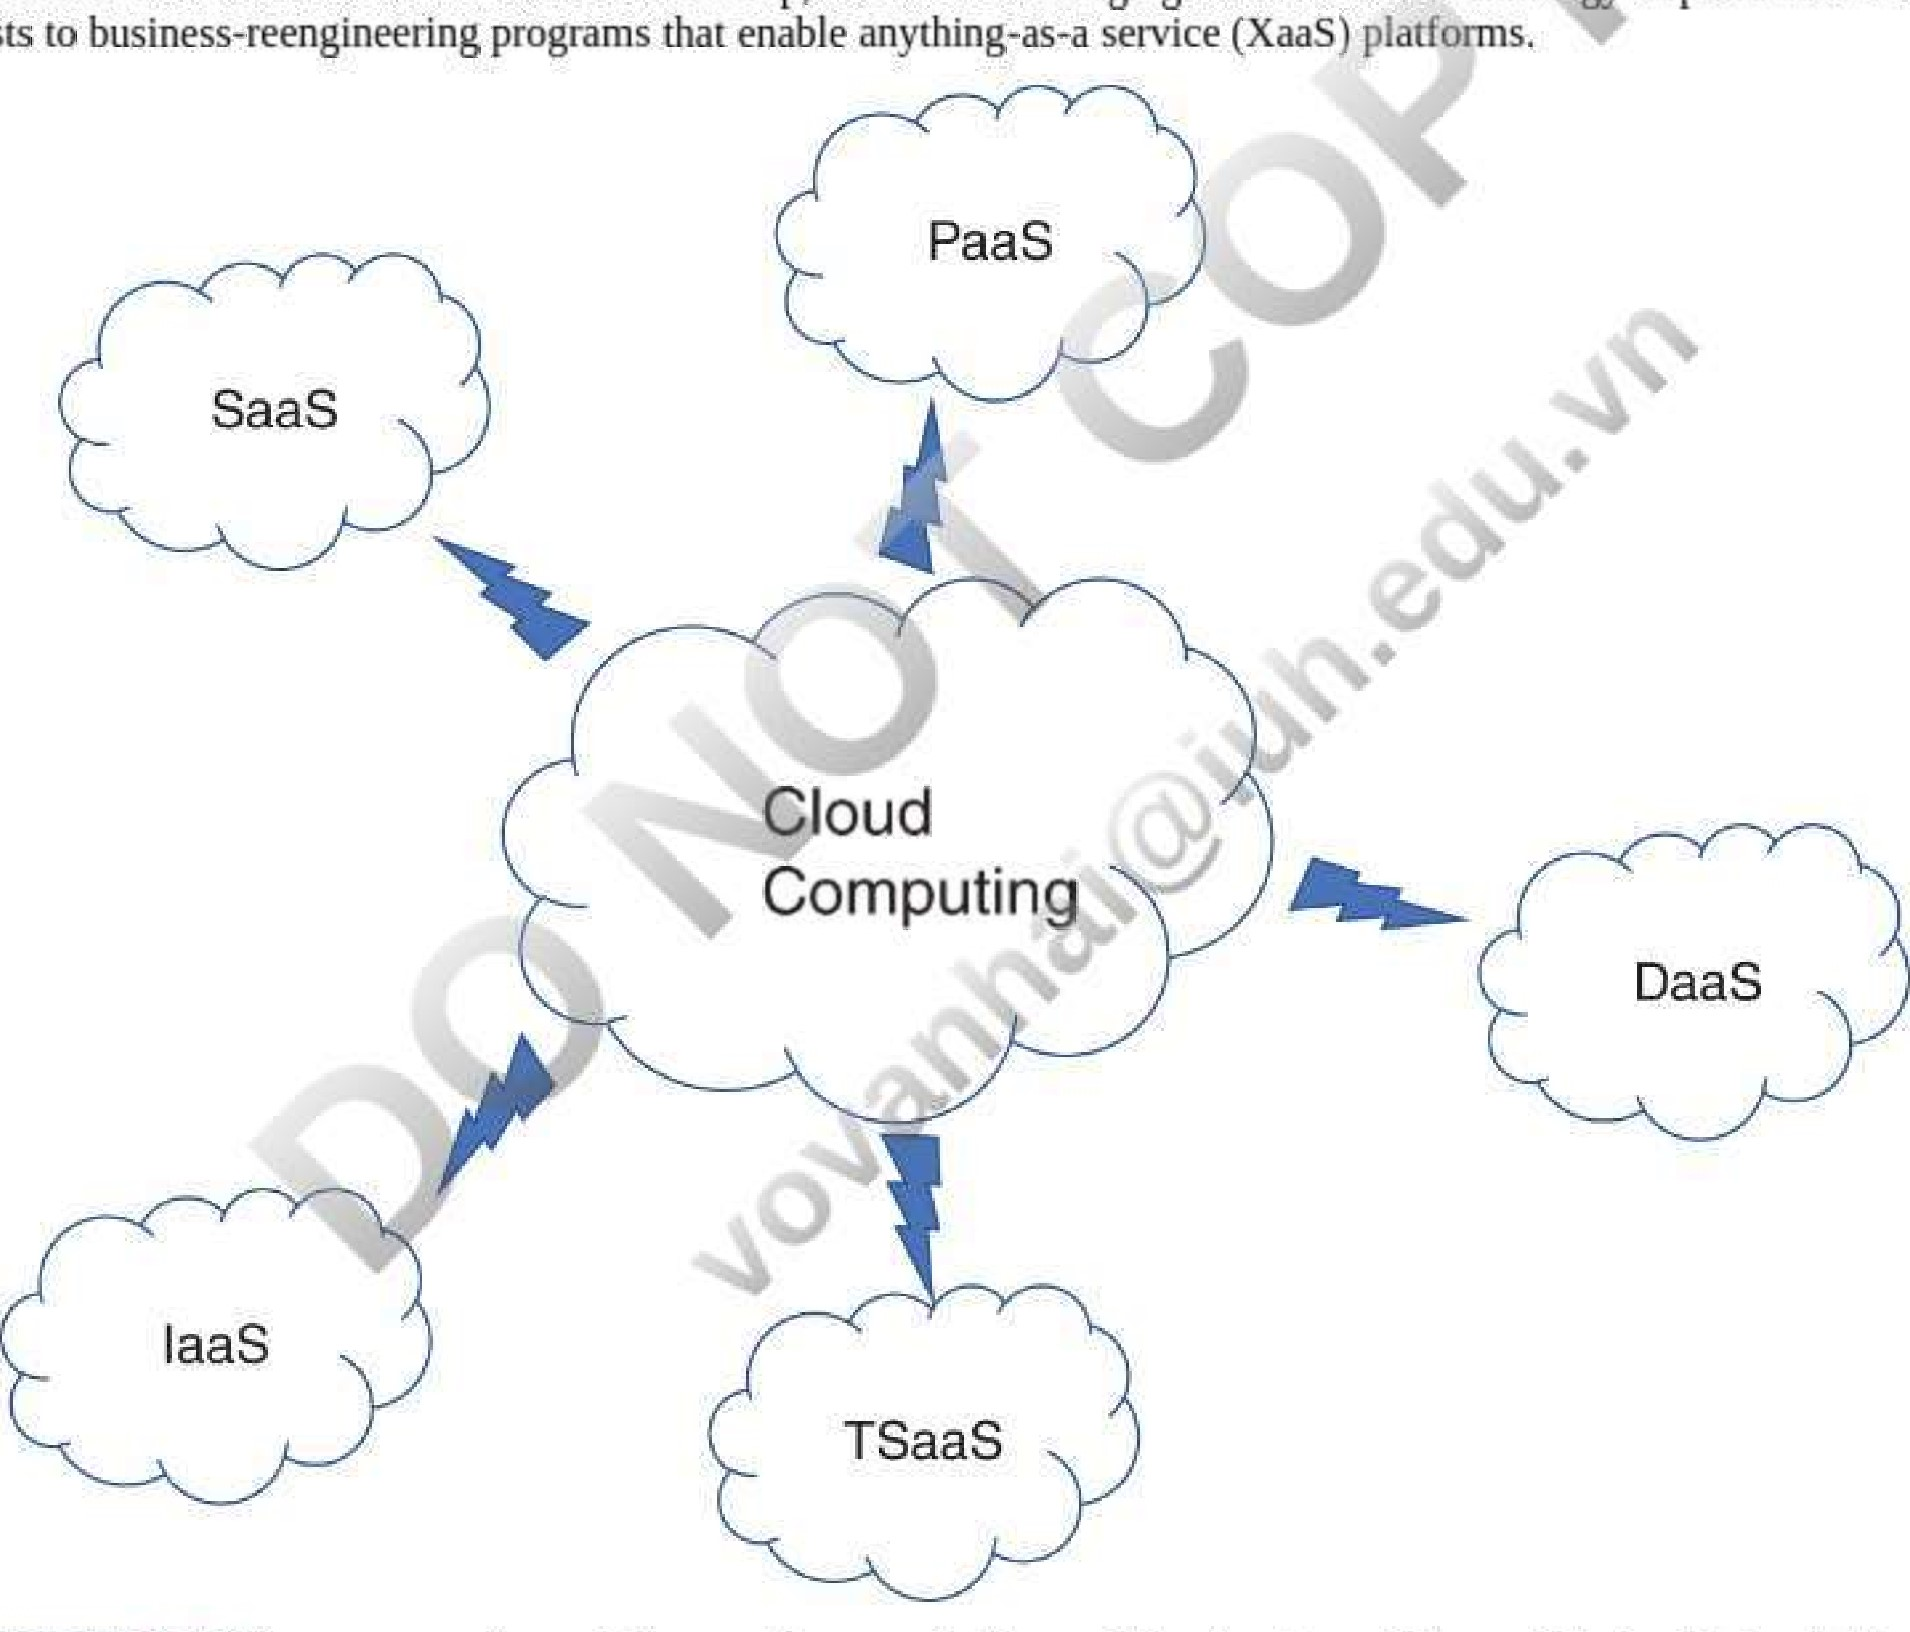 sts to business-reengineering programs that enable anything-as-a service (XaaS) platforms.
PaaS
SaaS
DO NOT COP
Cloud
Computing
vovanhai@iuh.edu.vn
DaaS
IaaS
TSaaS